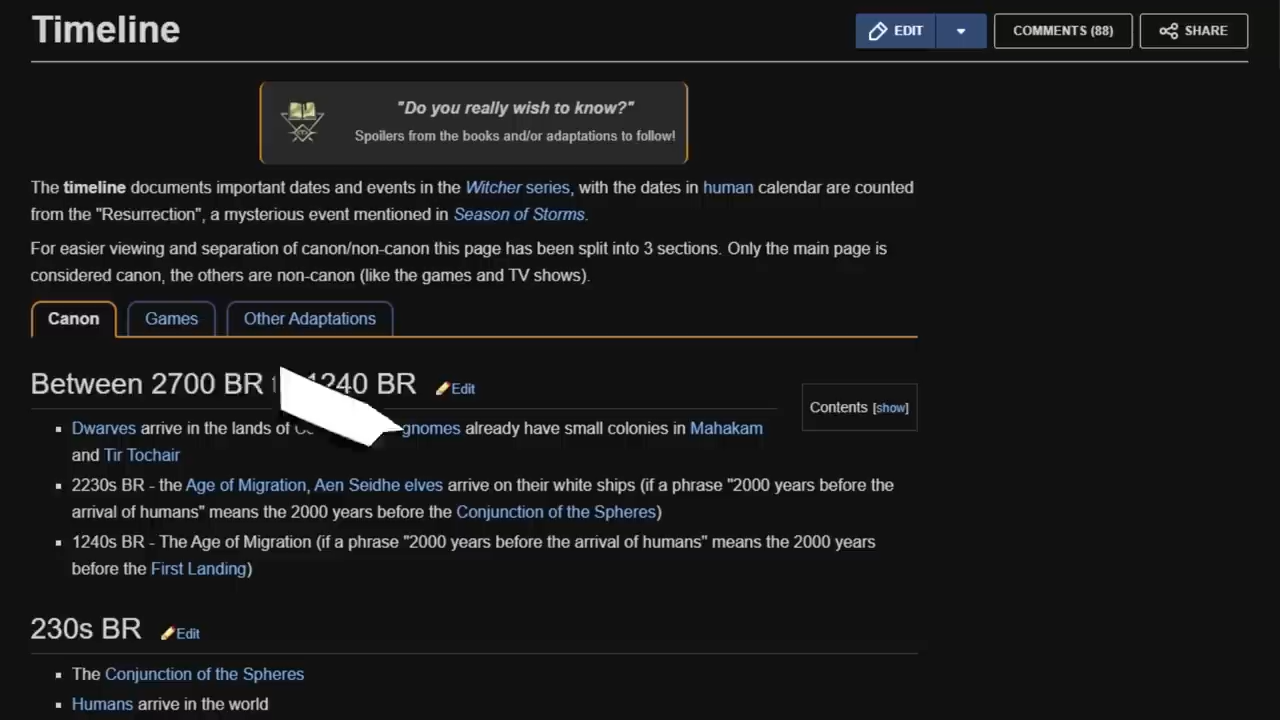 Timeline
EDIT
COMMENTS (88)
SHARE
"Do you really wish to know?"
Spoilers from the books and/or adaptations to follow!
The timeline documents important dates and events in the Witcher series, with the dates in human calendar are counted
from the "Resurrection", a mysterious event mentioned in Season of Storms.
For easier viewing and separation of canon/non-canon this page has been split into 3 sections. Only the main page is
considered canon, the others are non-canon (like the games and TV shows).
Canon
Games
Other Adaptations
Between 2700 BR 1240 BR
Edit
Contents [show]
Dwarves arrive in the lands of gnomes already have small colonies in Mahakam
and Tir Tochair
2230s BR - the Age of Migration, Aen Seidhe elves arrive on their white ships (if a phrase "2000 years before the
arrival of humans" means the 2000 years before the Conjunction of the Spheres)
1240s BR - The Age of Migration (if a phrase "2000 years before the arrival of humans" means the 2000 years
before the First Landing)
230s BR
Edit
The Conjunction of the Spheres
Humans arrive in the world